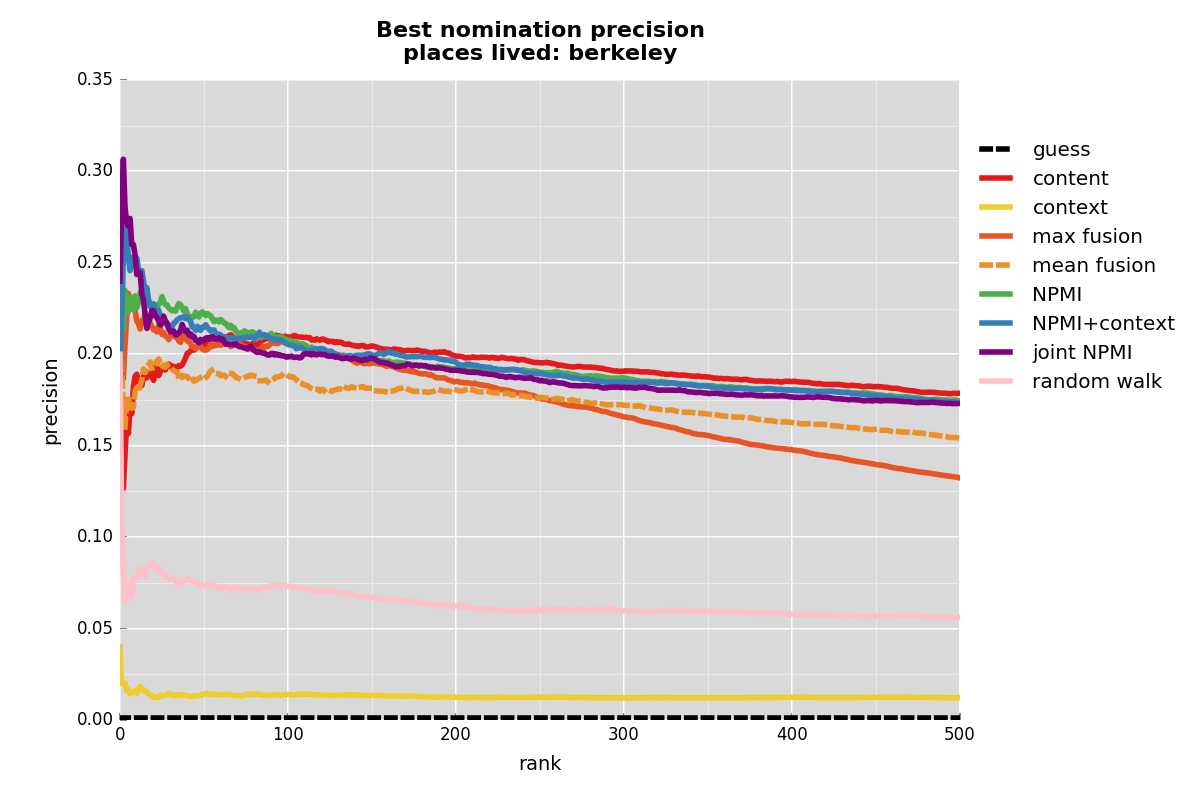 Best nomination precision
places lived: berkeley
precision
0.35
0.30
0.25
0.20
0.15
0.10
0.05
0.00
0
100
200
300
400
500
rank
guess
content
context
max fusion
mean fusion
NPMI
NPMI+context
joint NPMI
random walk